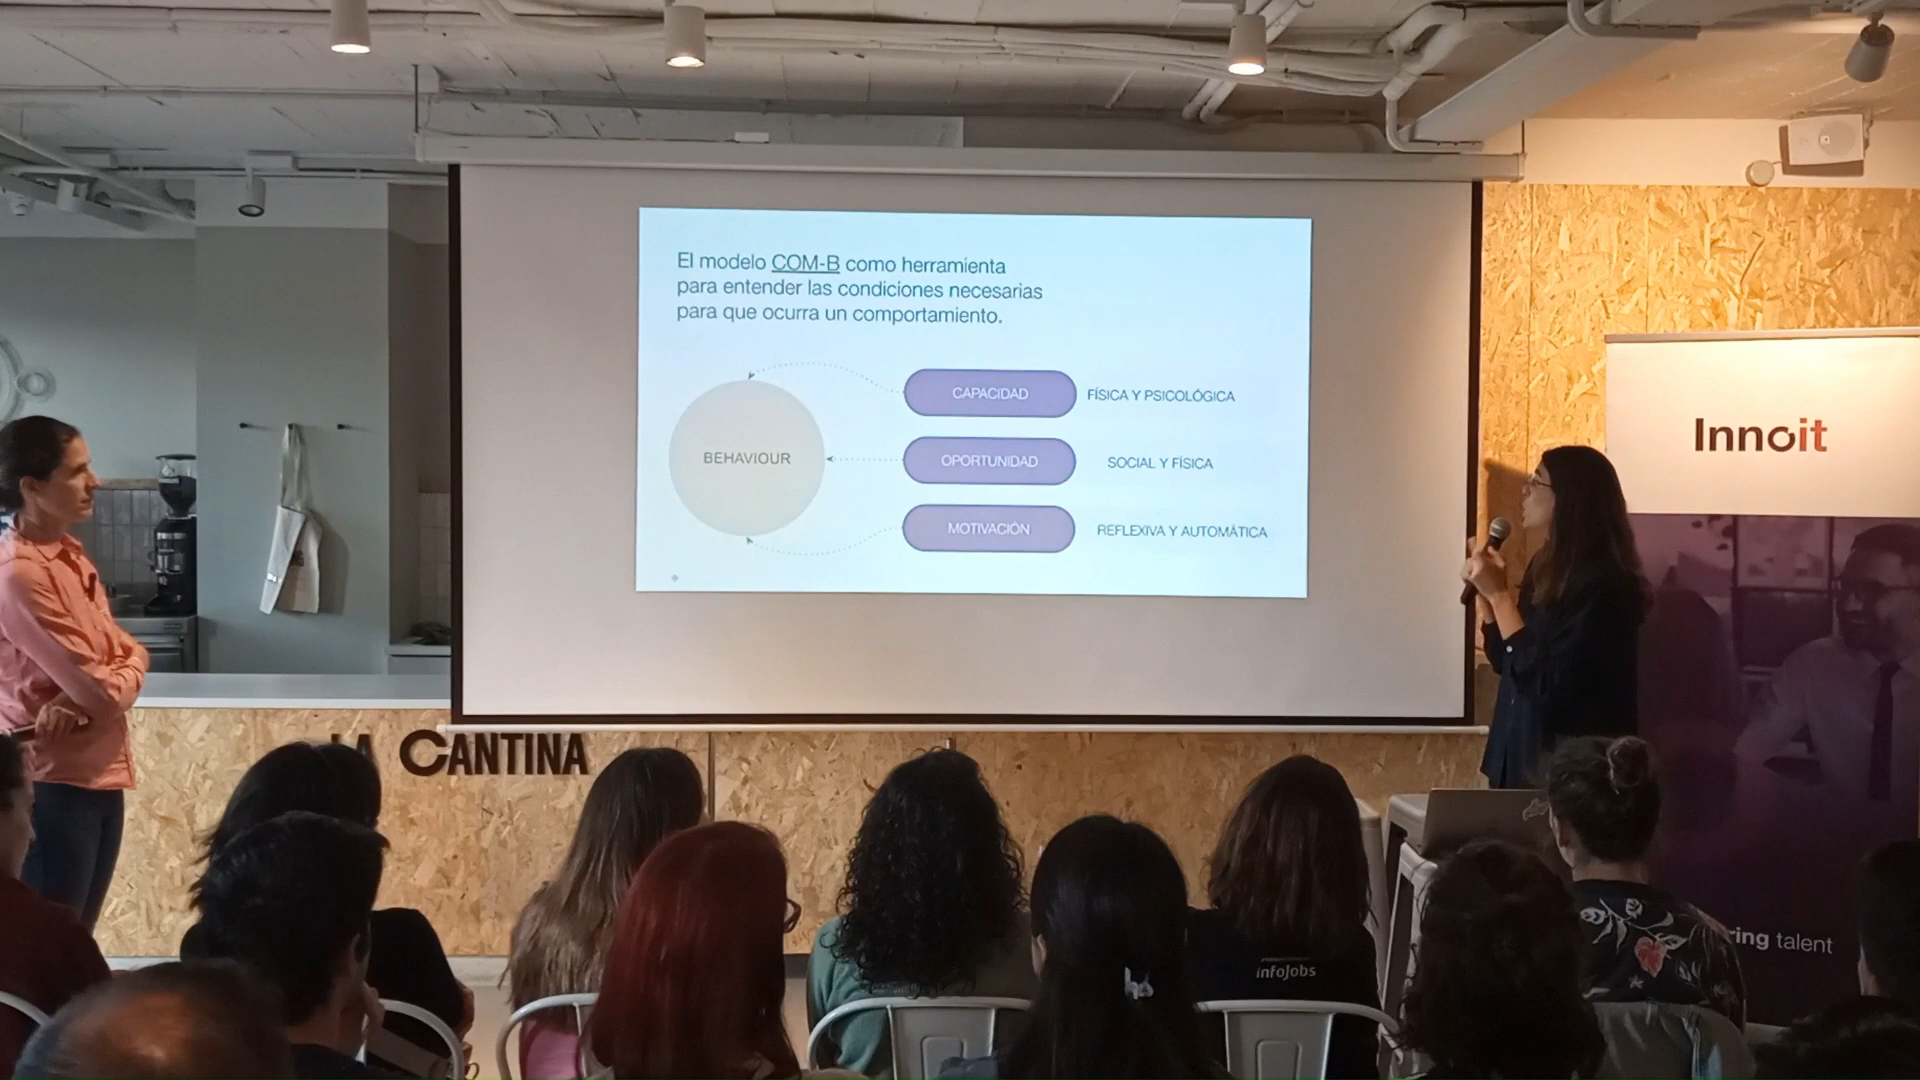 El modelo COM-B como herramienta
para entender las condiciones necesarias
para que ocurra un comportamiento.
BEHAVIOUR
CAPACIDAD
FÍSICA Y PSICOLÓGICA
OPORTUNIDAD
SOCIAL Y FÍSICA
MOTIVACIÓN
REFLEXIVA Y AUTOMÁTICA
Innoit
LA CANTINA
ring talent
infoJobs